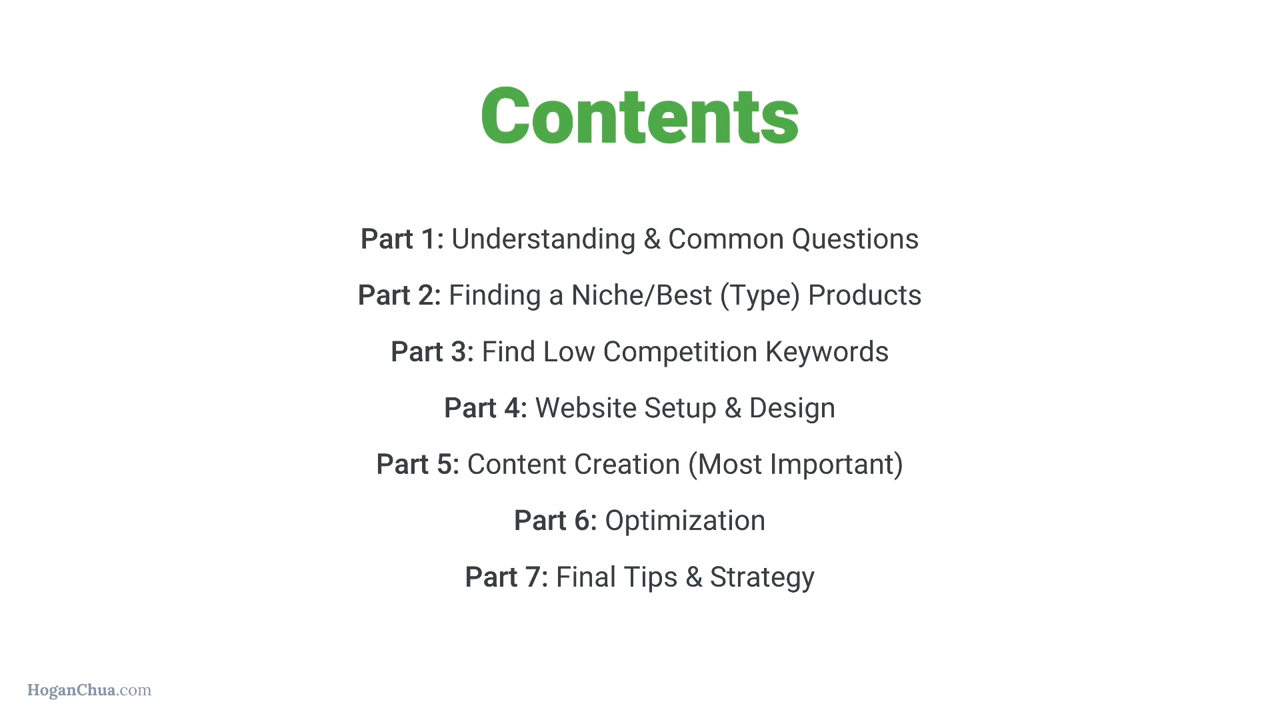 Contents
Part 1: Understanding & Common Questions
Part 2: Finding a Niche/Best (Type) Products
Part 3: Find Low Competition Keywords
Part 4: Website Setup & Design
Part 5: Content Creation (Most Important)
Part 6: Optimization
Part 7: Final Tips & Strategy
HoganChua.com